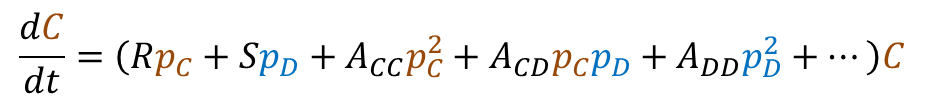 dC/dt = (Rp_C + Sp_D + A_CC p_C^2 + A_CD p_C p_D + A_DD p_D^2 + ⋯)C